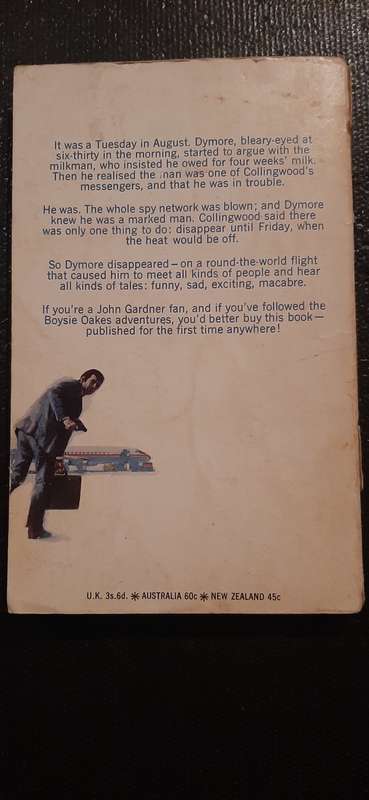 It was a Tuesday in August. Dymore, bleary-eyed at
six-thirty in the morning, started to argue with the
milkman, who insisted he owed for four weeks' milk.
Then he realised the man was one of Collingwood's
messengers, and that he was in trouble.
He was. The whole spy network was blown; and Dymore
knew he was a marked man. Collingwood said there
was only one thing to do: disappear until Friday, when
the heat would be off.
So Dymore disappeared — on a round-the-world flight
that caused him to meet all kinds of people and hear
all kinds of tales: funny, sad, exciting, macabre.
If you're a John Gardner fan, and if you've followed the
Boysie Oakes adventures, you'd better buy this book —
published for the first time anywhere!
U.K. 3s.6d. ✻ AUSTRALIA 60c ✻ NEW ZEALAND 45c